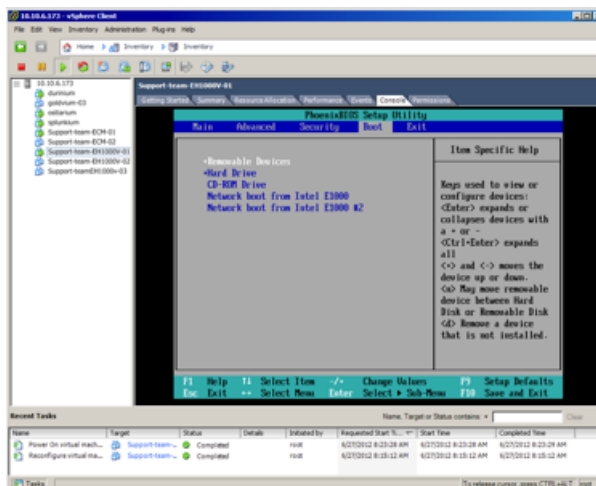 10.10.6.173 - vSphere Client
File Edit View Inventory Administration Plug-ins Help
Home Inventory Inventory
10.10.6.173
durinium
goldvium-03
ostiarium
splunkium
Support-team-ECM-01
Support-team-ECM-02
Support-team-EH1000V-01
Support-team-EH1000V-02
Support-teamEH1000v-03
Support-team-EH1000V-01
Getting Started Summary Resource Allocation Performance Events Console Permissions
PhoenixBIOS Setup Utility
Main Advanced Security Boot Exit
+Removable Devices
+Hard Drive
CD-ROM Drive
Network boot from Intel E1000
Network boot from Intel E1000 #2
Item Specific Help
Keys used to view or
configure devices:
<Enter> expands or
collapses devices with
a + or -
<Ctrl+Enter> expands
all
<+> and <-> moves the
device up or down.
<n> May move removable
device between Hard
Disk or Removable Disk
<d> Remove a device
that is not installed.
F1 Help ↑↓ Select Item -/+ Change Values F9 Setup Defaults
Esc Exit ↔ Select Menu Enter Select ▶ Sub-Menu F10 Save and Exit
Recent Tasks
Name, Target or Status contains: Clear
Name Target Status Details Initiated by Requested Start Ti... Start Time Completed Time
Power On virtual mach... Support-team-... Completed root 6/27/2012 8:23:28 AM 6/27/2012 8:23:28 AM 6/27/2012 8:23:29 AM
Reconfigure virtual ma... Support-team-... Completed root 6/27/2012 8:15:12 AM 6/27/2012 8:15:12 AM 6/27/2012 8:15:12 AM
Tasks To release cursor, press CTRL+ALT root